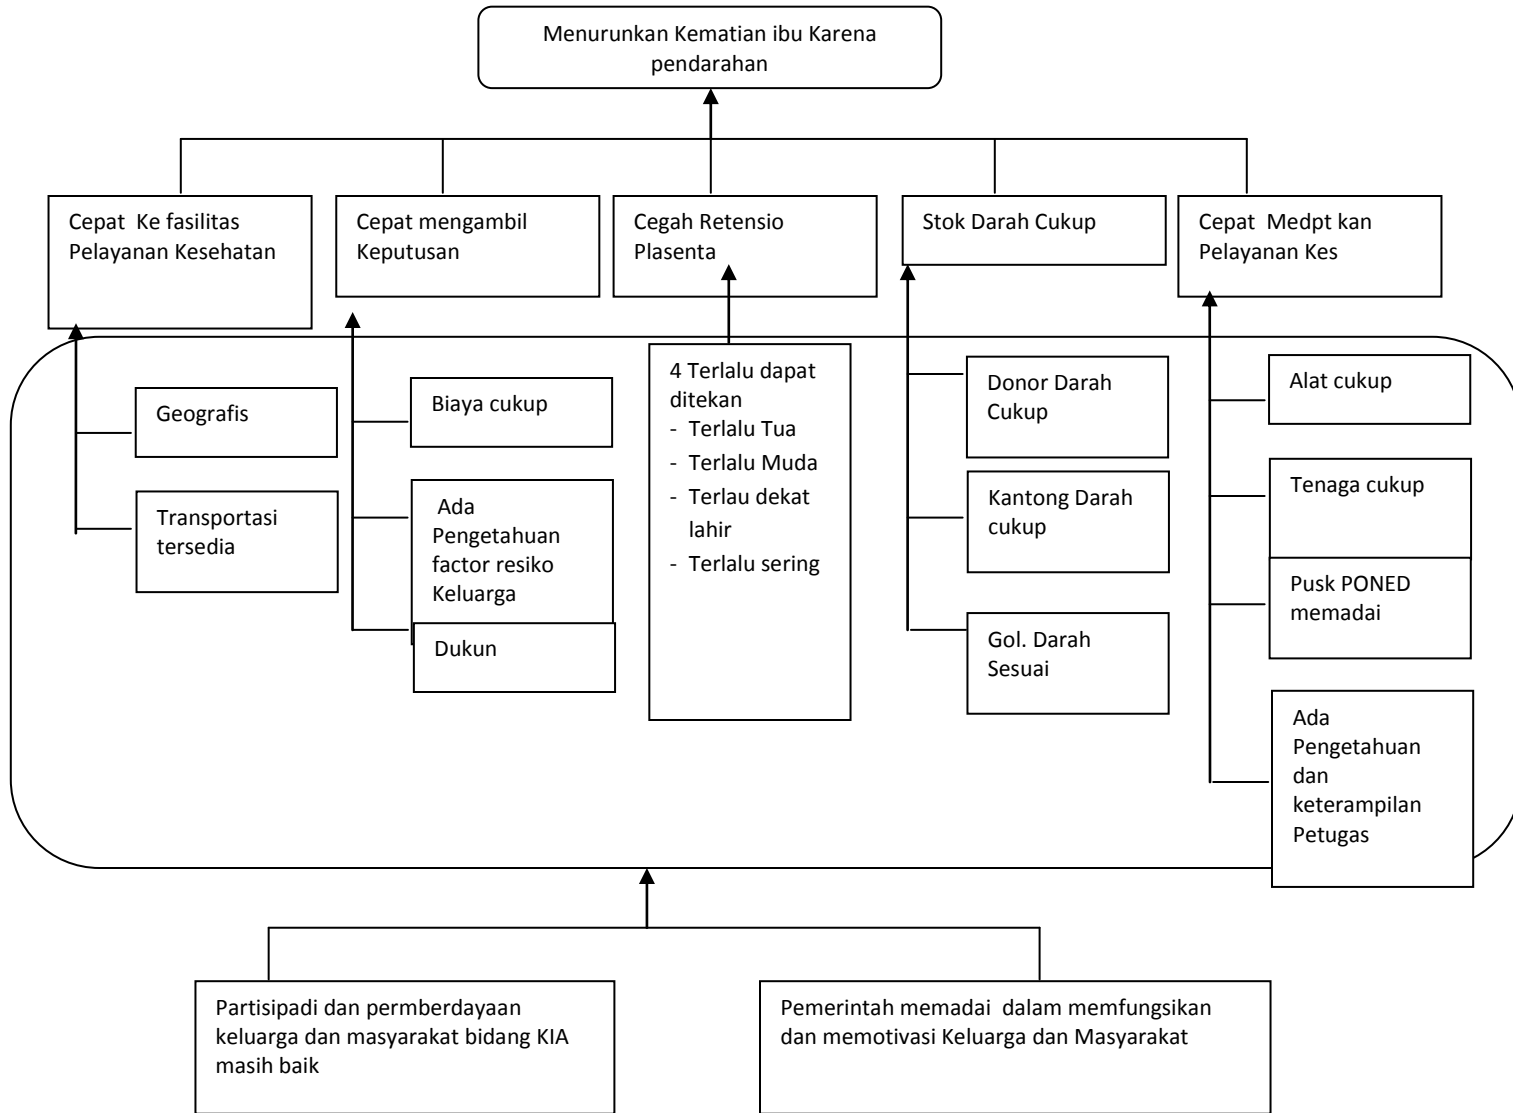 Menurunkan Kematian ibu Karena
pendarahan
Cepat Ke fasilitas
Pelayanan Kesehatan
Cepat mengambil
Keputusan
Cegah Retensio
Plasenta
Stok Darah Cukup
Cepat Medpt kan
Pelayanan Kes
Geografis
Transportasi
tersedia
Biaya cukup
Ada
Pengetahuan
factor resiko
Keluarga
Dukun
4 Terlalu dapat
ditekan
- Terlalu Tua
- Terlalu Muda
- Terlau dekat
lahir
- Terlalu sering
Donor Darah
Cukup
Kantong Darah
cukup
Gol. Darah
Sesuai
Alat cukup
Tenaga cukup
Pusk PONED
memadai
Ada
Pengetahuan
dan
keterampilan
Petugas
Partisipadi dan permberdayaan
keluarga dan masyarakat bidang KIA
masih baik
Pemerintah memadai dalam memfungsikan
dan memotivasi Keluarga dan Masyarakat